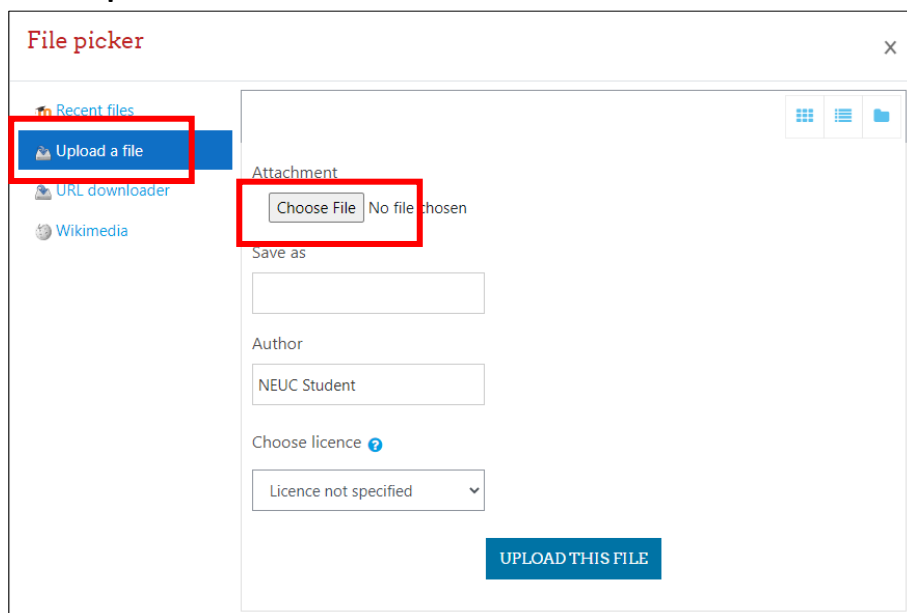 File picker
Recent files
Upload a file
URL downloader
Wikimedia
Attachment
Choose File No file chosen
Save as
Author
NEUC Student
Choose licence
Licence not specified
UPLOAD THIS FILE